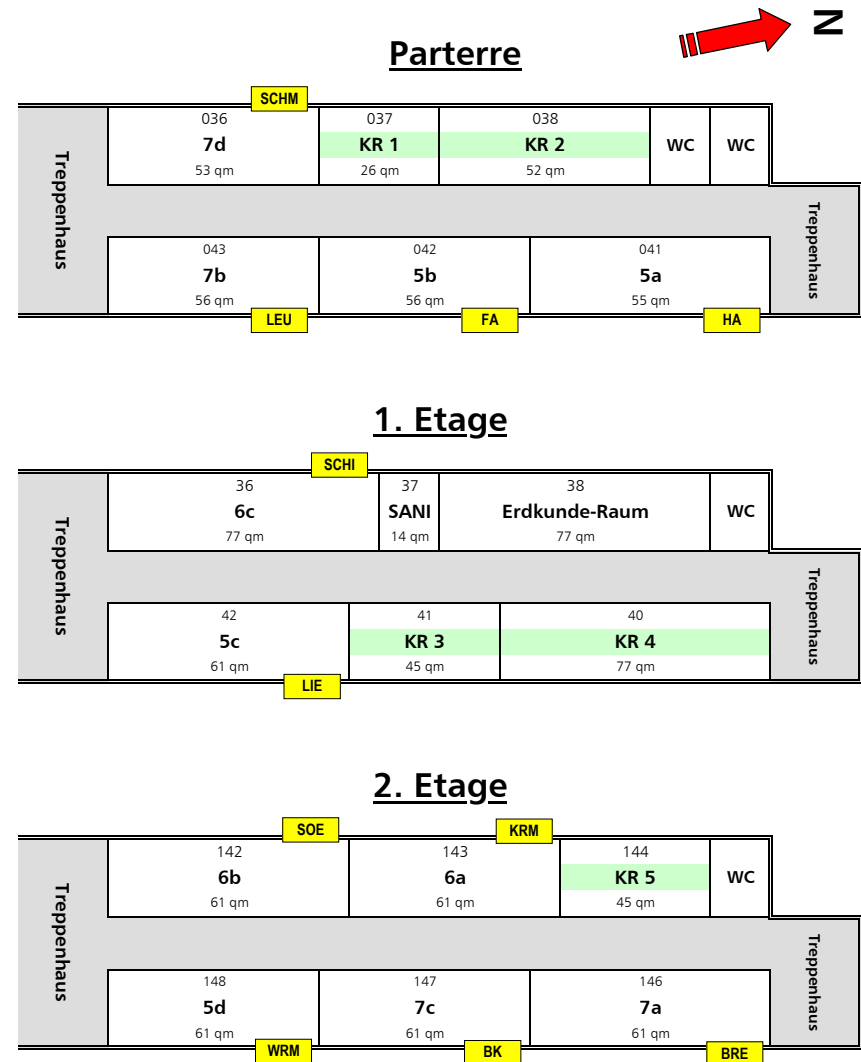 N
Parterre
SCHM
036 037 038
7d KR 1 KR 2 WC WC
53 qm 26 qm 52 qm
Treppenhaus
Treppenhaus
043 042 041
7b 5b 5a
56 qm 56 qm 55 qm
LEU FA HA
1. Etage
SCHI
36 37 38
6c SANI Erdkunde-Raum WC
77 qm 14 qm 77 qm
Treppenhaus
Treppenhaus
42 41 40
5c KR 3 KR 4
61 qm 45 qm 77 qm
LIE
2. Etage
SOE KRM
142 143 144
6b 6a KR 5 WC
61 qm 61 qm 45 qm
Treppenhaus
Treppenhaus
148 147 146
5d 7c 7a
61 qm 61 qm 61 qm
WRM BK BRE